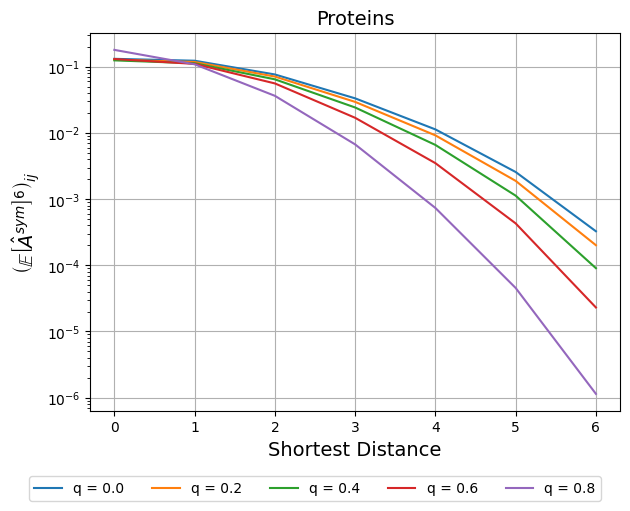 Proteins
10⁻¹
10⁻²
10⁻³
10⁻⁴
10⁻⁵
10⁻⁶
(𝔼[Â^{sym}]^6)_{ij}
0 1 2 3 4 5 6
Shortest Distance
q = 0.0 q = 0.2 q = 0.4 q = 0.6 q = 0.8